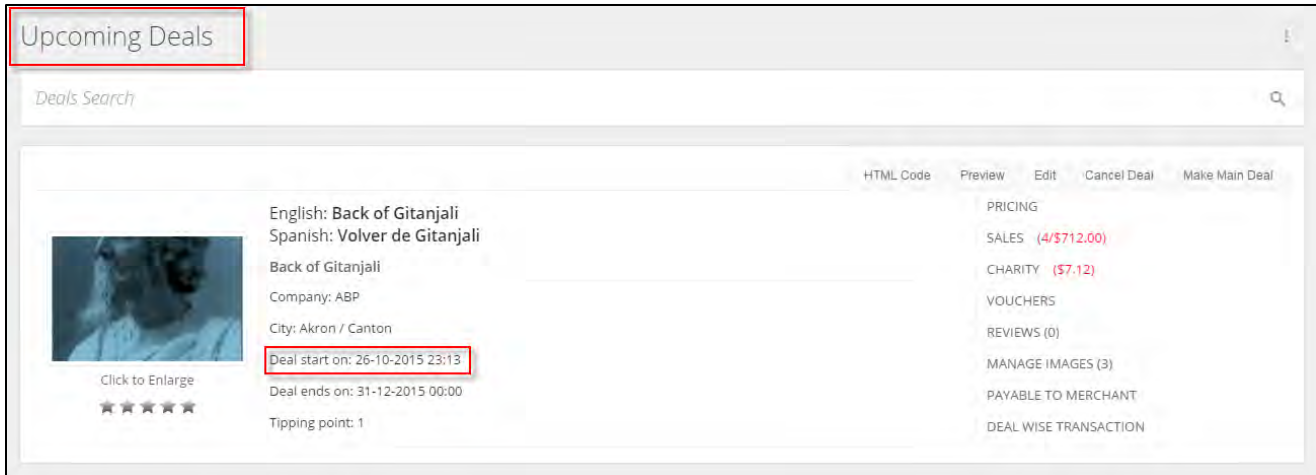 Upcoming Deals
Deals Search
HTML Code Preview Edit Cancel Deal Make Main Deal
English: Back of Gitanjali
Spanish: Volver de Gitanjali
Back of Gitanjali
Company: ABP
City: Akron / Canton
Deal start on: 26-10-2015 23:13
Deal ends on: 31-12-2015 00:00
Tipping point: 1
Click to Enlarge
PRICING
SALES (4/$712.00)
CHARITY ($7.12)
VOUCHERS
REVIEWS (0)
MANAGE IMAGES (3)
PAYABLE TO MERCHANT
DEAL WISE TRANSACTION